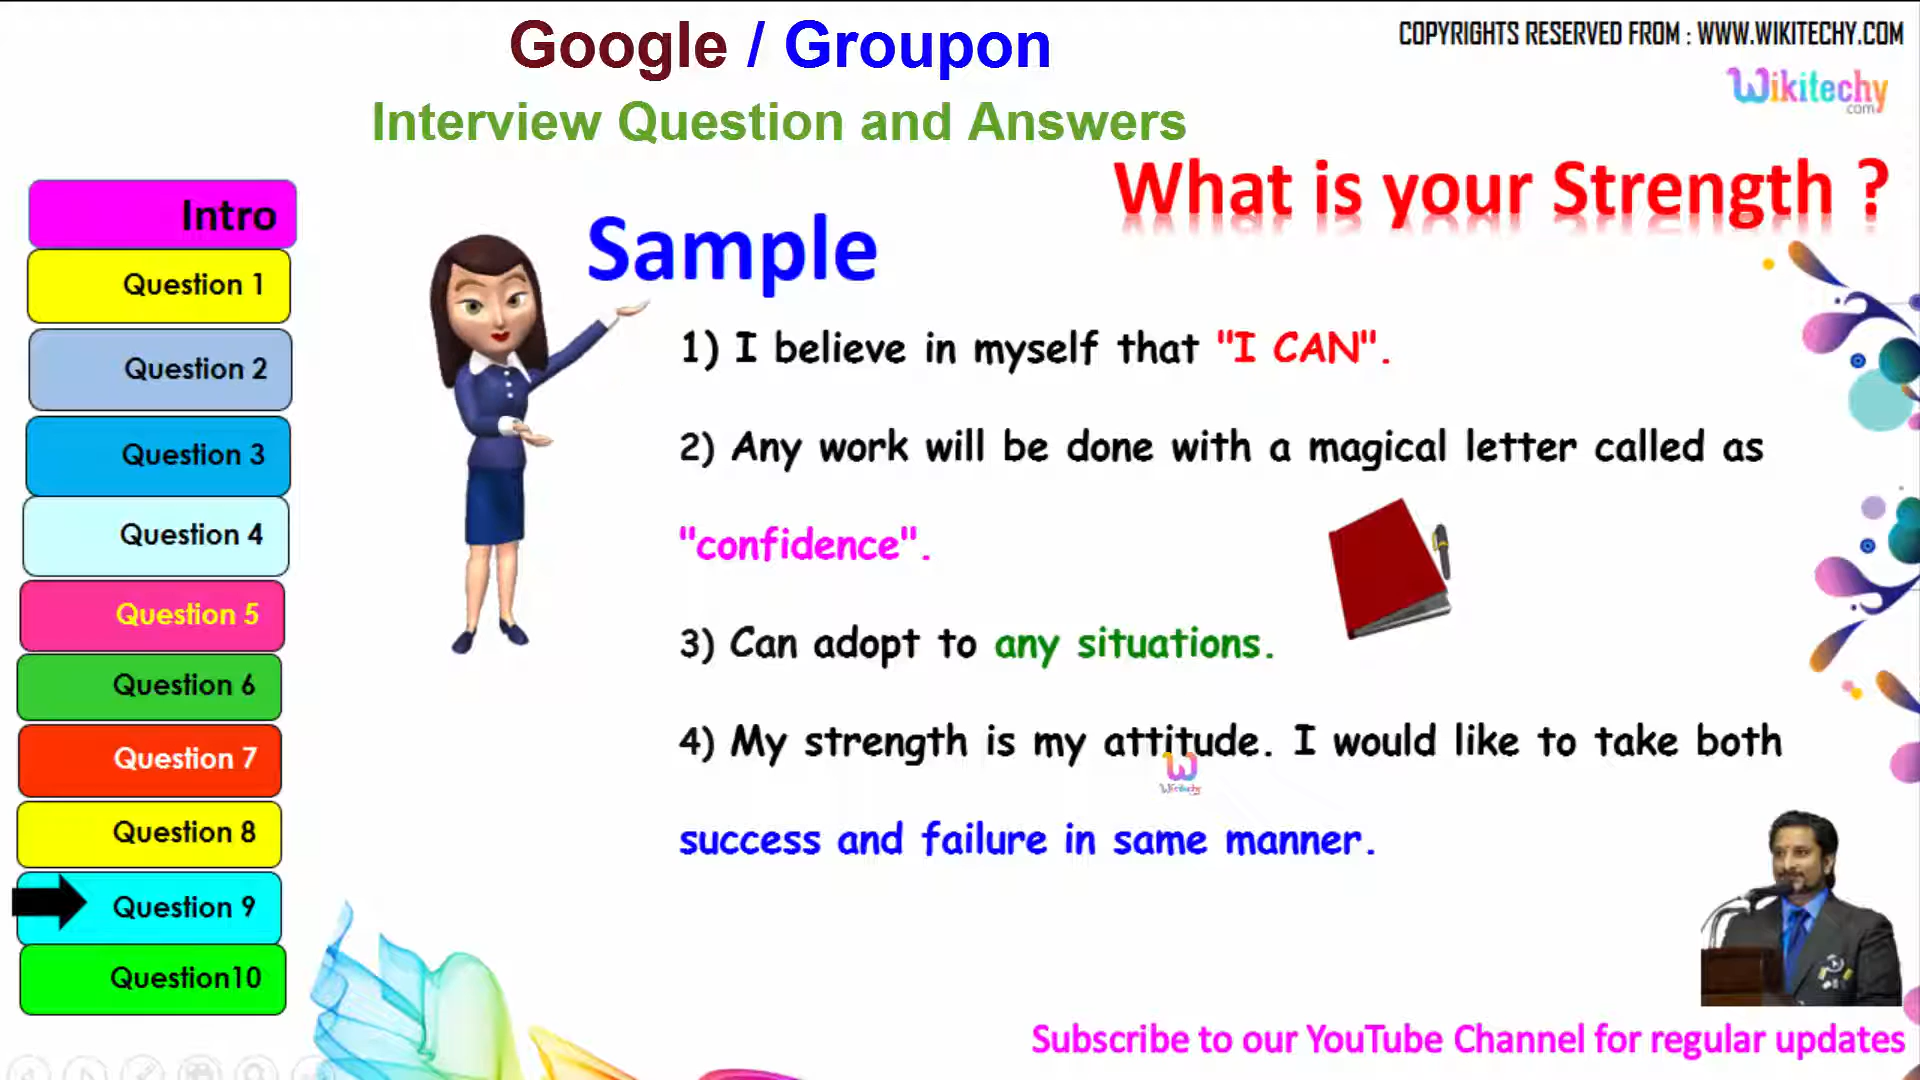 Google / Groupon
COPYRIGHTS RESERVED FROM : WWW.WIKITECHY.COM
Wikitechy
.com
Interview Question and Answers
What is your Strength ?
Intro
Question 1
Question 2
Question 3
Question 4
Question 5
Question 6
Question 7
Question 8
Question 9
Question10
Sample
1) I believe in myself that "I CAN".
2) Any work will be done with a magical letter called as
"confidence".
3) Can adopt to any situations.
4) My strength is my attitude. I would like to take both
W
Wikitechy
success and failure in same manner.
Subscribe to our YouTube Channel for regular updates